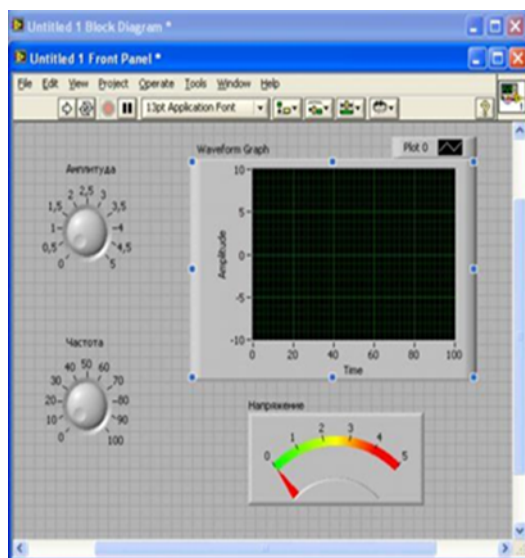 Untitled 1 Block Diagram *
Untitled 1 Front Panel *
File Edit View Project Operate Tools Window Help
13pt Application Font
1
Амплитуда
0 0,5 1 1,5 2 2,5 3 3,5 4 4,5 5
Waveform Graph
Plot 0
Amplitude
10
5
0
-5
-10
0 20 40 60 80 100
Time
Частота
0 10 20 30 40 50 60 70 80 90 100
Напряжение
0 1 2 3 4 5